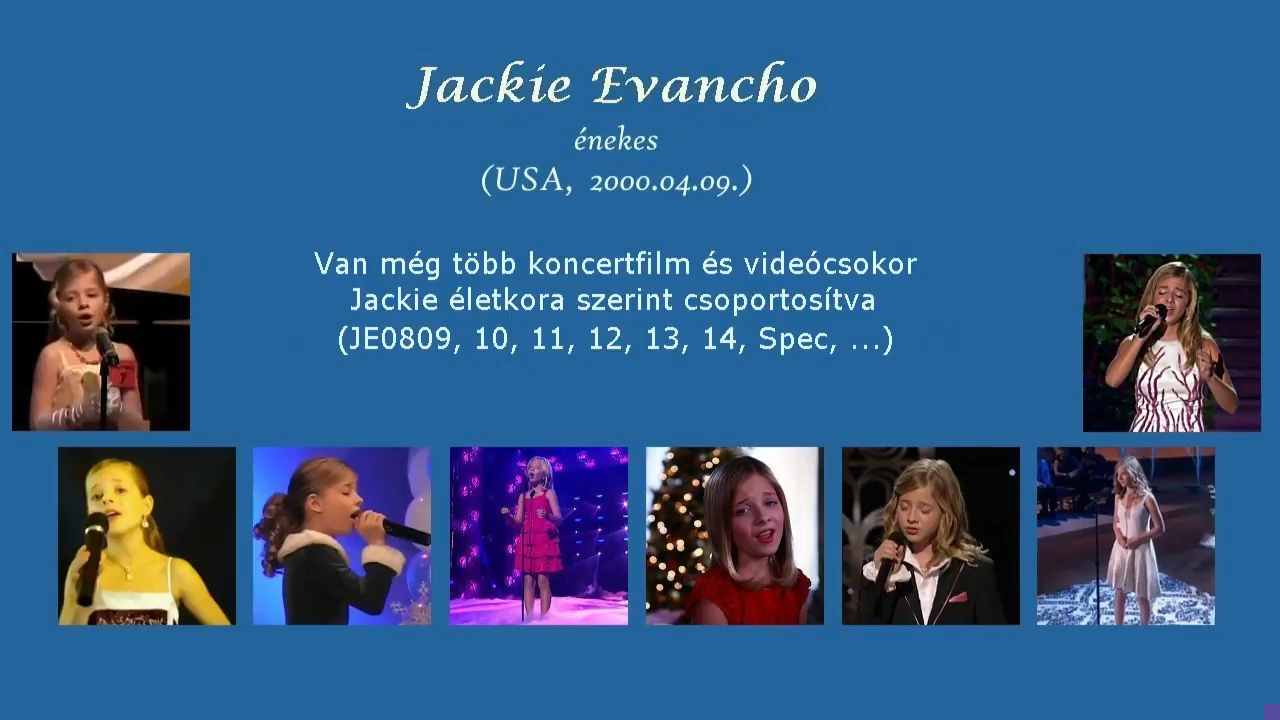 Jackie Evancho
énekes
(USA, 2000.04.09.)
Van még több koncertfilm és videócsokor
Jackie életkora szerint csoportosítva
(JE0809, 10, 11, 12, 13, 14, Spec, ...)
7